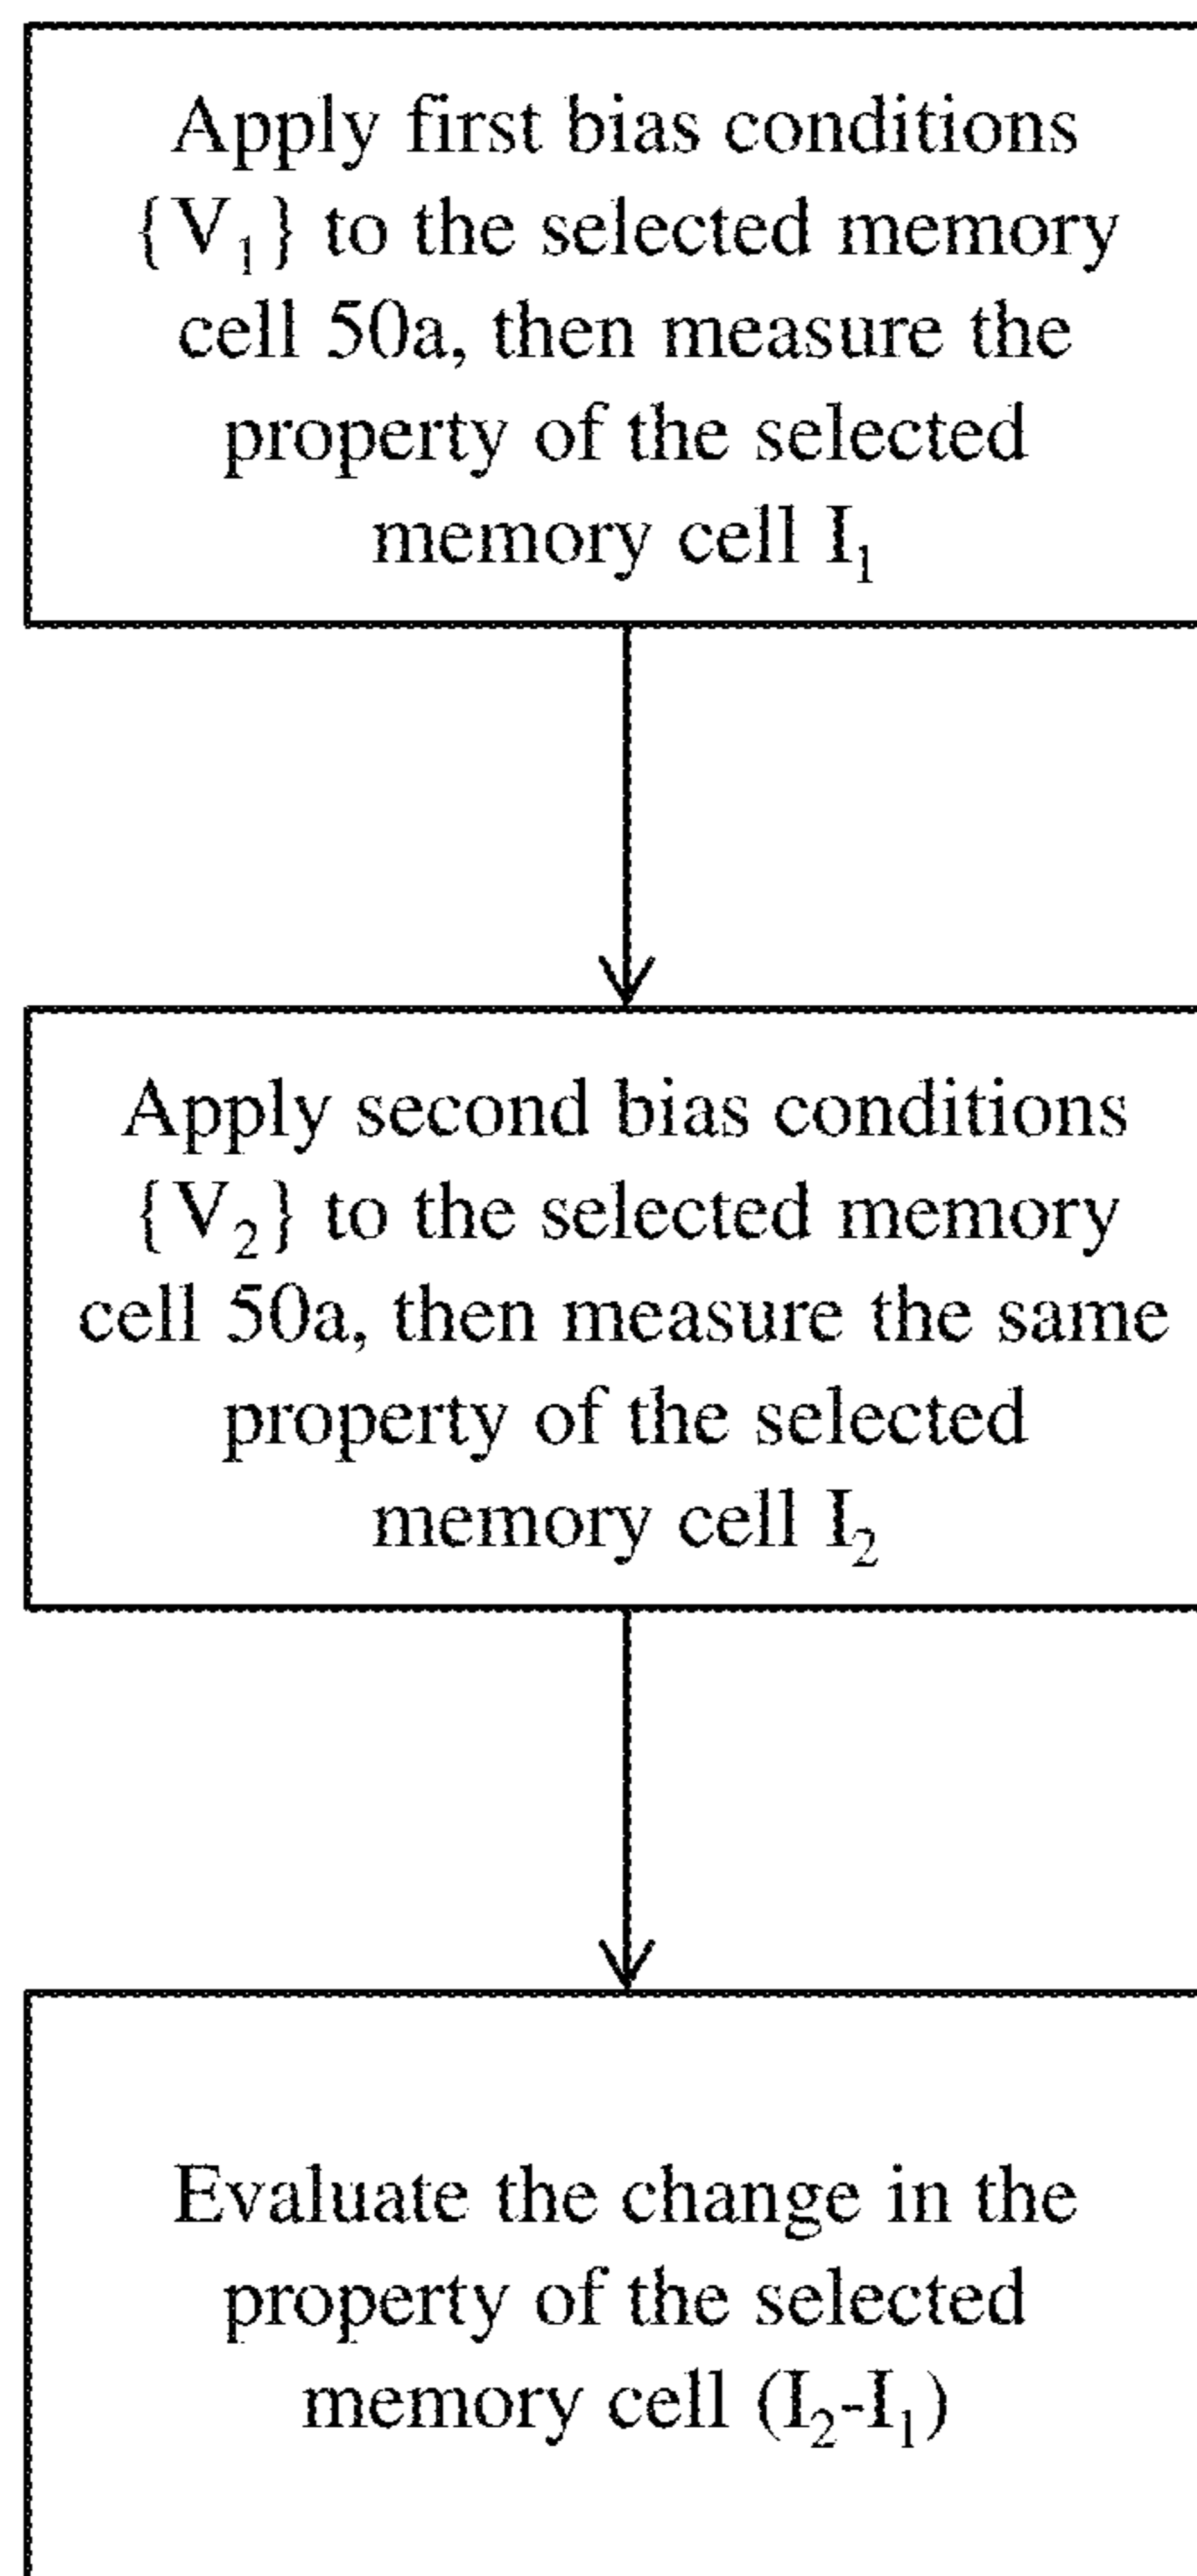 Apply first bias conditions
{V₁} to the selected memory
cell 50a, then measure the
property of the selected
memory cell I₁
Apply second bias conditions
{V₂} to the selected memory
cell 50a, then measure the same
property of the selected
memory cell I₂
Evaluate the change in the
property of the selected
memory cell (I₂-I₁)